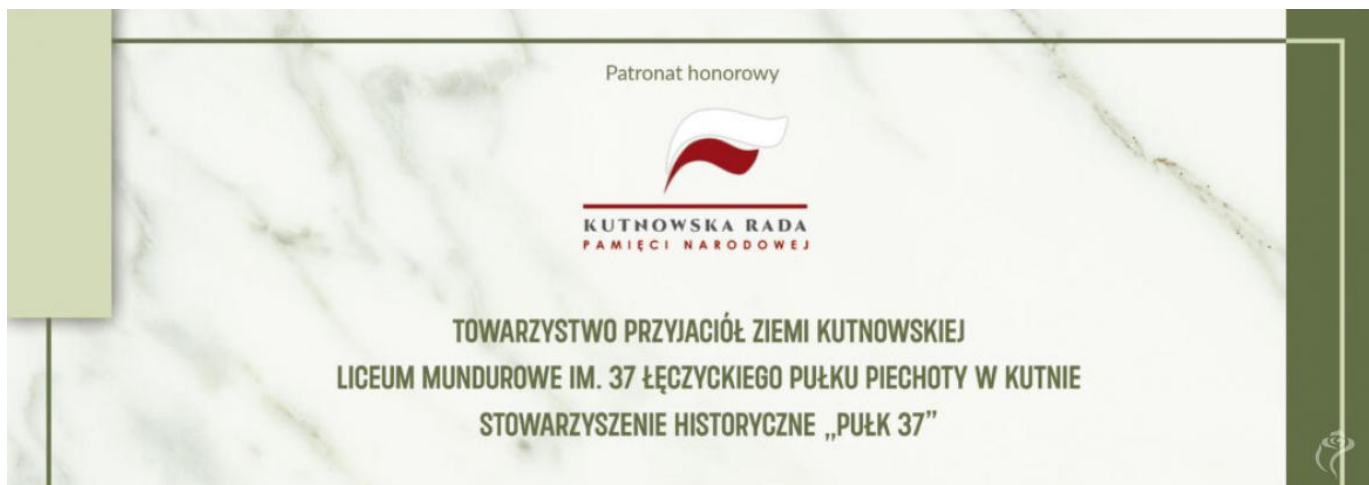 Patronat honorowy
KUTNOWSKA RADA
PAMIĘCI NARODOWEJ
TOWARZYSTWO PRZYJACIÓŁ ZIEMI KUTNOWSKIEJ
LICEUM MUNDUROWE IM. 37 ŁĘCZYCKIEGO PUŁKU PIECHOTY W KUTNIE
STOWARZYSZENIE HISTORYCZNE „PUŁK 37”